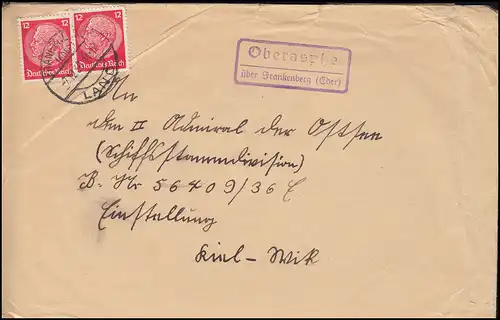 12 12
Deutsches Reich Deutsches Reich
LAND
Oberasphe
über Frankenberg (Eder)
An
den II Admiral der Ostsee
(Schiffsstammdivision)
B. Nr 56409/36 E
Einstellung
Kiel-Wik